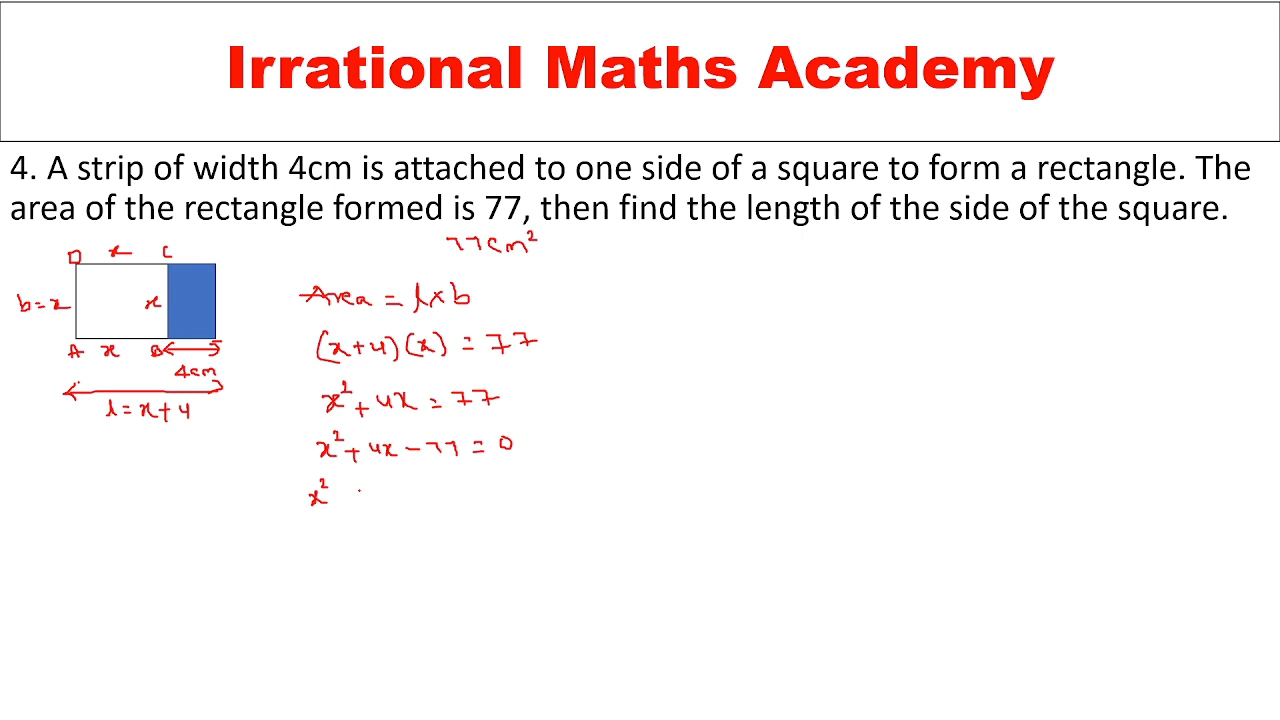 Irrational Maths Academy
4. A strip of width 4cm is attached to one side of a square to form a rectangle. The
area of the rectangle formed is 77, then find the length of the side of the square.
77cm²
D x C
b=x x
A x B
4cm
l=x+4
Area = l×b
(x+4)(x) = 77
x²+4x = 77
x²+4x-77 = 0
x²